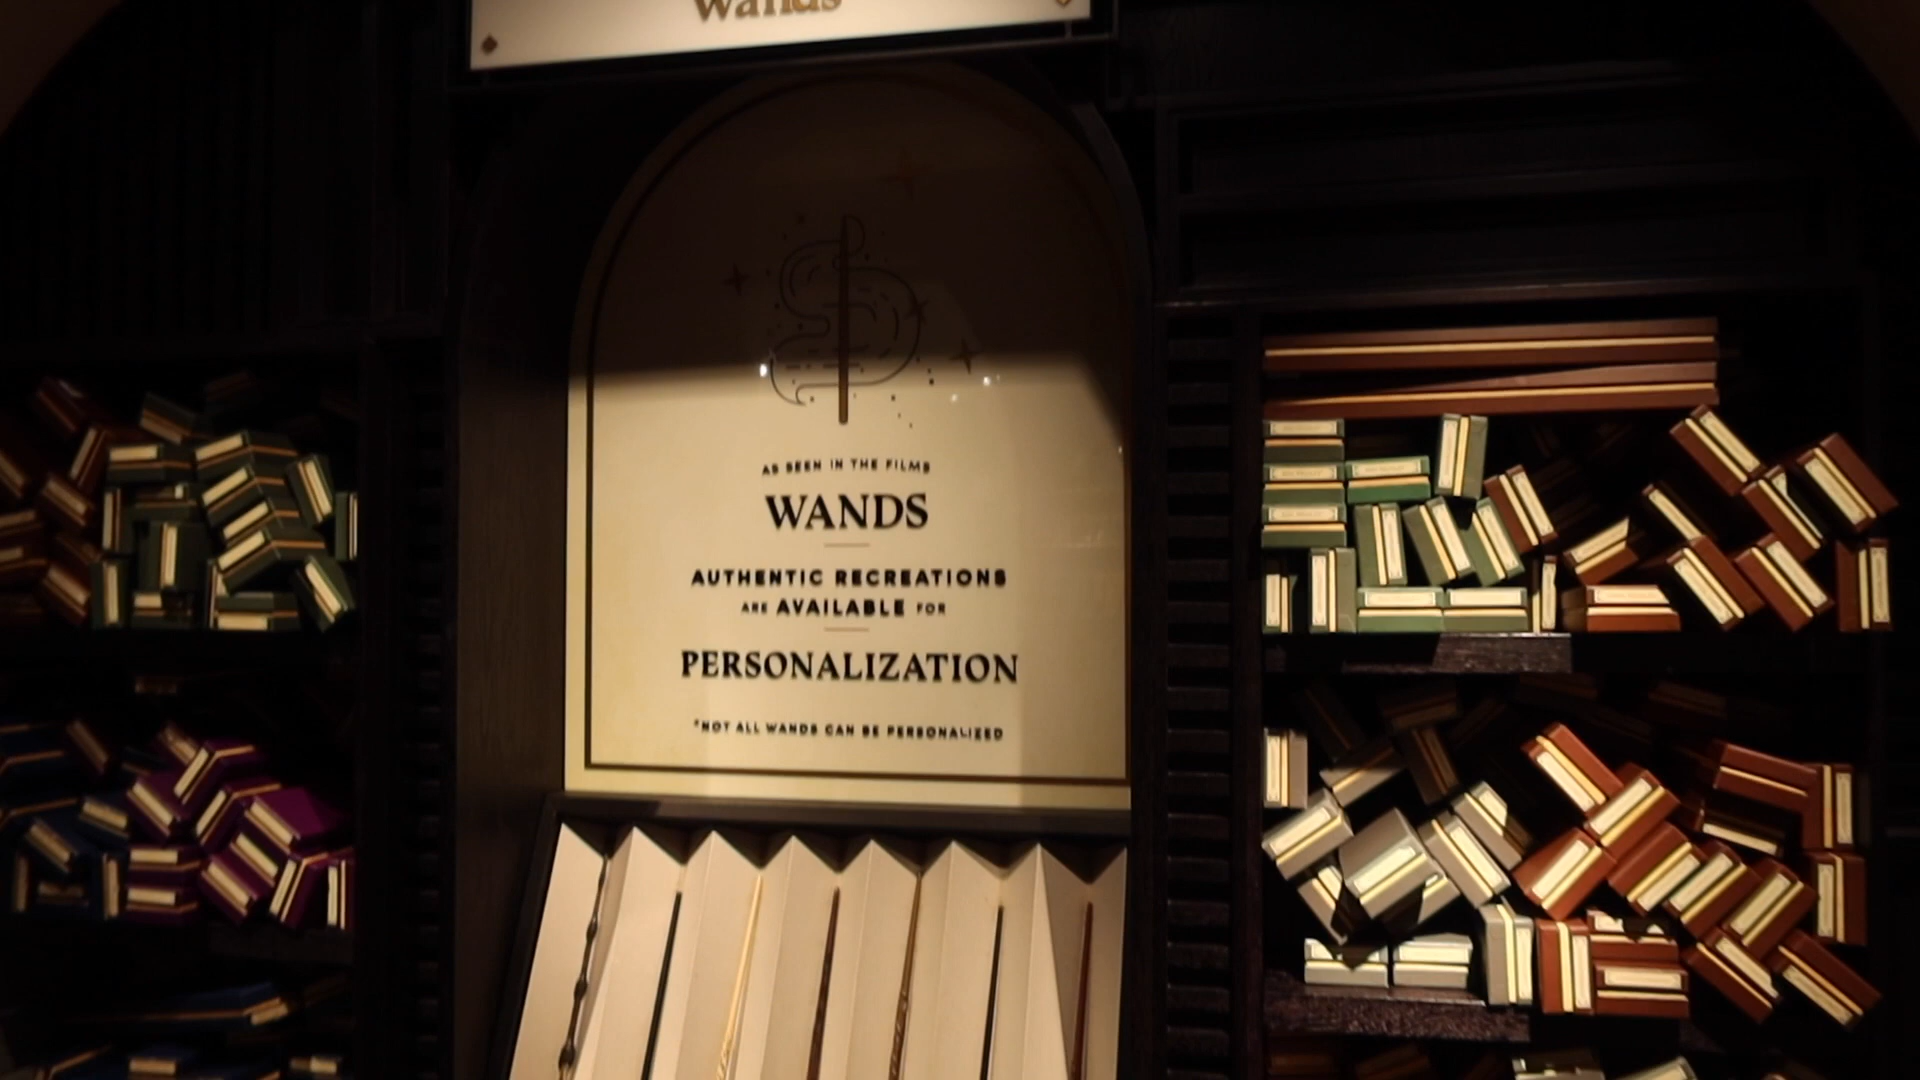 Wands
AS SEEN IN THE FILMS
WANDS
AUTHENTIC RECREATIONS
ARE AVAILABLE FOR
PERSONALIZATION
*NOT ALL WANDS CAN BE PERSONALIZED